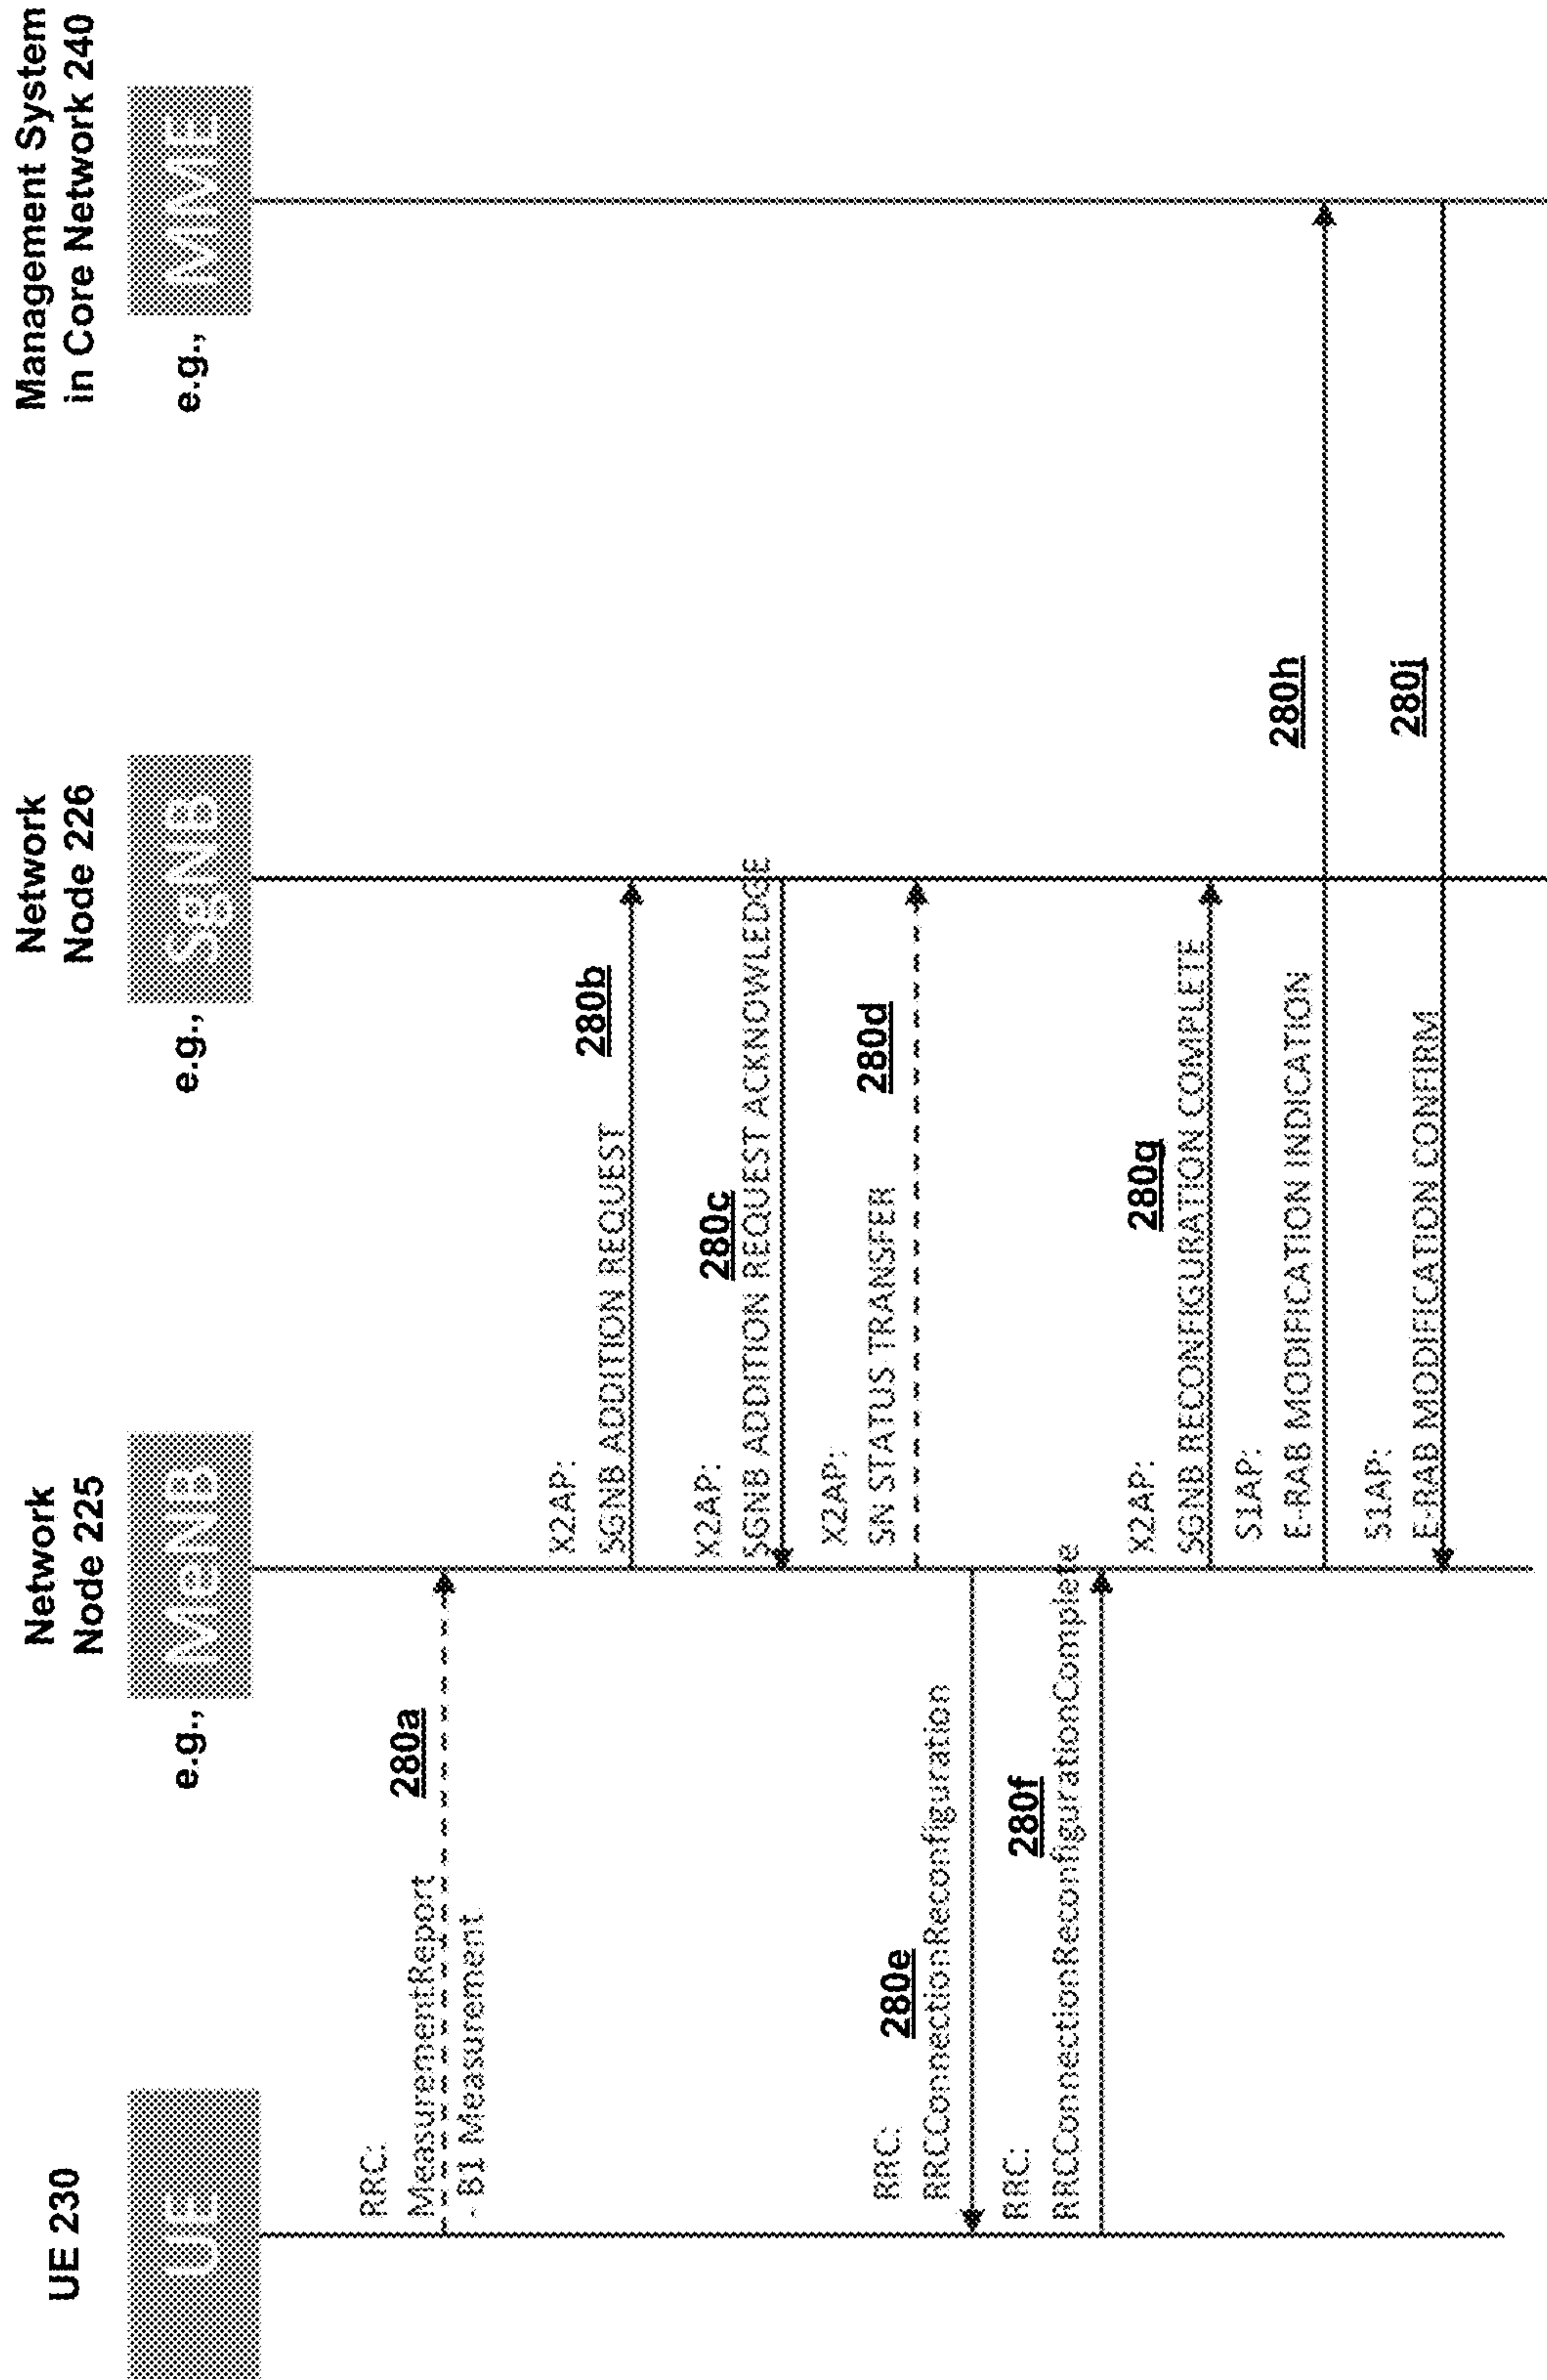 UE 230
UE
Network
Node 225
e.g.,
MeNB
Network
Node 226
e.g.,
SgNB
Management System
in Core Network 240
e.g.,
MME
RRC:
MeasurementReport
- B1 Measurement
280a
X2AP:
SGNB ADDITION REQUEST
280b
X2AP:
280c
SGNB ADDITION REQUEST ACKNOWLEDGE
X2AP:
SN STATUS TRANSFER
280d
RRC:
280e
RRCConnectionReconfiguration
RRC:
280f
RRCConnectionReconfigurationComplete
X2AP:
280g
SGNB RECONFIGURATION COMPLETE
S1AP:
E-RAB MODIFICATION INDICATION
280h
S1AP:
E-RAB MODIFICATION CONFIRM
280j